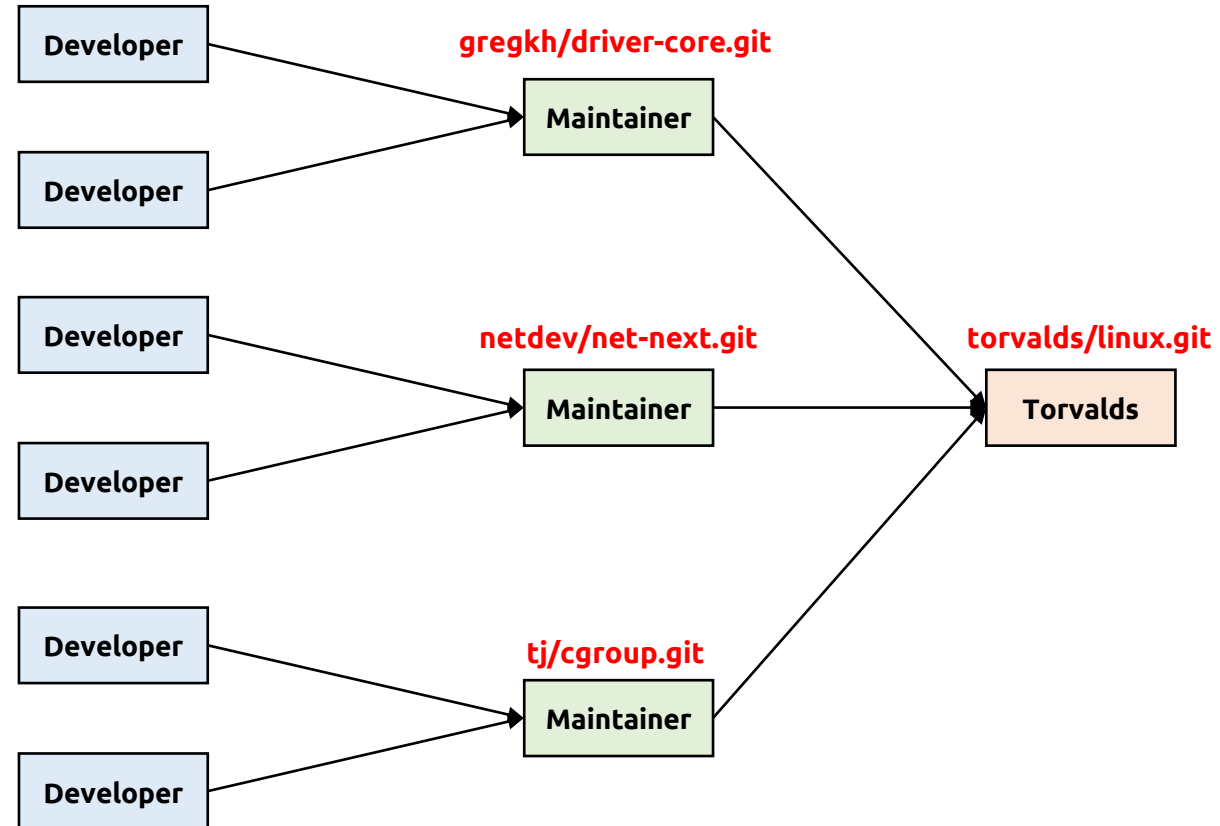 Developer
gregkh/driver-core.git
Maintainer
Developer
Developer
netdev/net-next.git
torvalds/linux.git
Maintainer
Torvalds
Developer
Developer
tj/cgroup.git
Maintainer
Developer